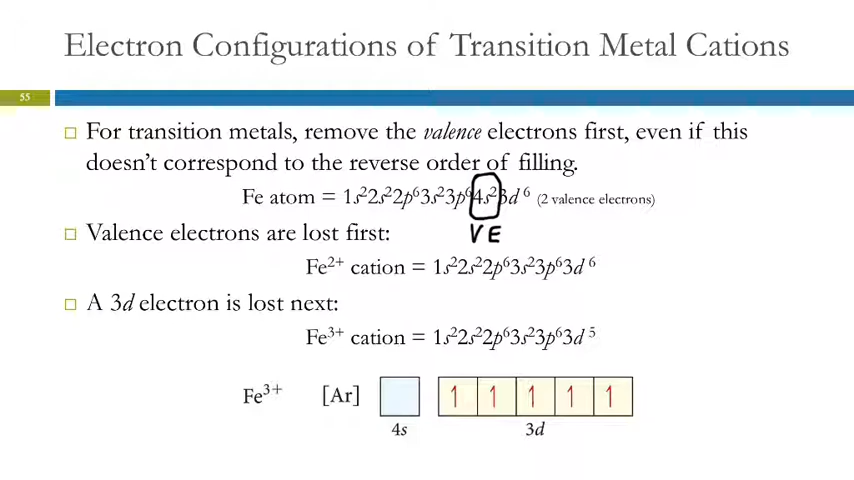 Electron Configurations of Transition Metal Cations
55
□ For transition metals, remove the valence electrons first, even if this
doesn't correspond to the reverse order of filling.
Fe atom = 1s²2s²2p⁶3s²3p⁶4s²3d⁶ (2 valence electrons)
□ Valence electrons are lost first:
VE
Fe²⁺ cation = 1s²2s²2p⁶3s²3p⁶3d⁶
□ A 3d electron is lost next:
Fe³⁺ cation = 1s²2s²2p⁶3s²3p⁶3d⁵
Fe³⁺ [Ar] 1 1 1 1 1
4s 3d